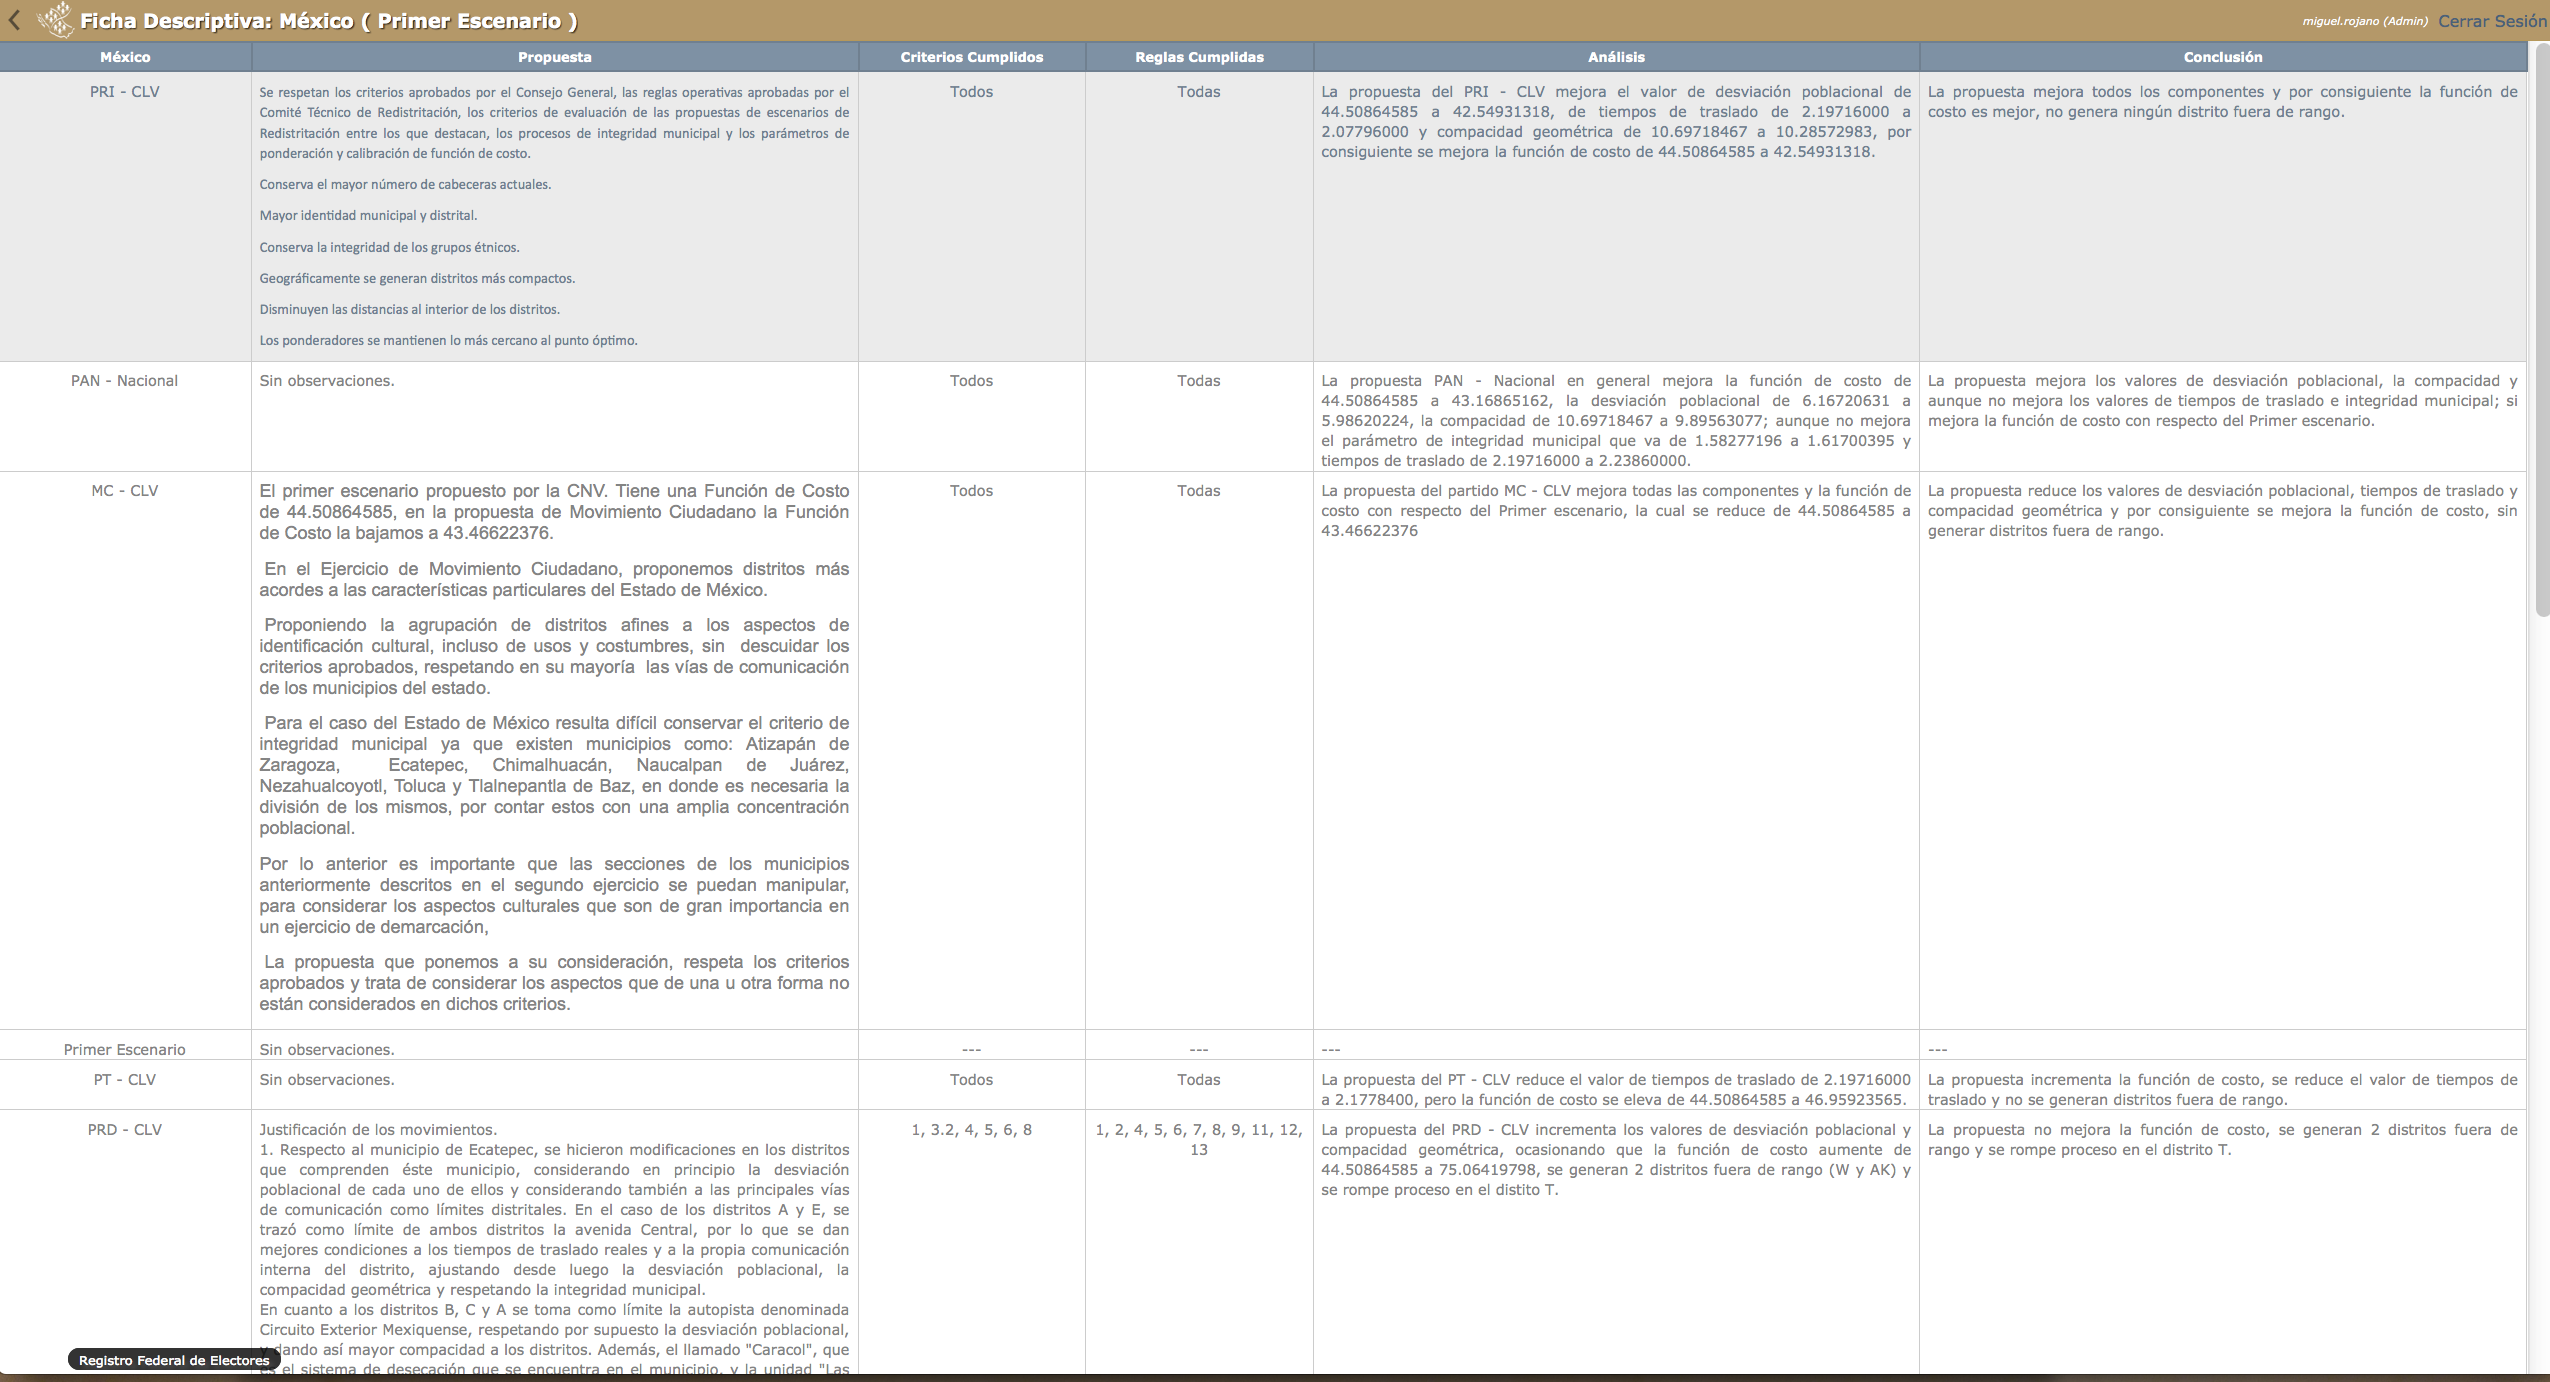 Ficha Descriptiva: México ( Primer Escenario )
miguel.rojano (Admin) Cerrar Sesión
México Propuesta Criterios Cumplidos Reglas Cumplidas Análisis Conclusión
PRI - CLV
Se respetan los criterios aprobados por el Consejo General, las reglas operativas aprobadas por el
Comité Técnico de Redistritación, los criterios de evaluación de las propuestas de escenarios de
Redistritación entre los que destacan, los procesos de integridad municipal y los parámetros de
ponderación y calibración de función de costo.
Conserva el mayor número de cabeceras actuales.
Mayor identidad municipal y distrital.
Conserva la integridad de los grupos étnicos.
Geográficamente se generan distritos más compactos.
Disminuyen las distancias al interior de los distritos.
Los ponderadores se mantienen lo más cercano al punto óptimo.
Todos
Todas
La propuesta del PRI - CLV mejora el valor de desviación poblacional de
44.50864585 a 42.54931318, de tiempos de traslado de 2.19716000 a
2.07796000 y compacidad geométrica de 10.69718467 a 10.28572983, por
consiguiente se mejora la función de costo de 44.50864585 a 42.54931318.
La propuesta mejora todos los componentes y por consiguiente la función de
costo es mejor, no genera ningún distrito fuera de rango.
PAN - Nacional
Sin observaciones.
Todos
Todas
La propuesta PAN - Nacional en general mejora la función de costo de
44.50864585 a 43.16865162, la desviación poblacional de 6.16720631 a
5.98620224, la compacidad de 10.69718467 a 9.89563077; aunque no mejora
el parámetro de integridad municipal que va de 1.58277196 a 1.61700395 y
tiempos de traslado de 2.19716000 a 2.23860000.
La propuesta mejora los valores de desviación poblacional, la compacidad y
aunque no mejora los valores de tiempos de traslado e integridad municipal; si
mejora la función de costo con respecto del Primer escenario.
MC - CLV
El primer escenario propuesto por la CNV. Tiene una Función de Costo
de 44.50864585, en la propuesta de Movimiento Ciudadano la Función
de Costo la bajamos a 43.46622376.
En el Ejercicio de Movimiento Ciudadano, proponemos distritos más
acordes a las características particulares del Estado de México.
Proponiendo la agrupación de distritos afines a los aspectos de
identificación cultural, incluso de usos y costumbres, sin descuidar los
criterios aprobados, respetando en su mayoría las vías de comunicación
de los municipios del estado.
Para el caso del Estado de México resulta difícil conservar el criterio de
integridad municipal ya que existen municipios como: Atizapán de
Zaragoza, Ecatepec, Chimalhuacán, Naucalpan de Juárez,
Nezahualcoyotl, Toluca y Tlalnepantla de Baz, en donde es necesaria la
división de los mismos, por contar estos con una amplia concentración
poblacional.
Por lo anterior es importante que las secciones de los municipios
anteriormente descritos en el segundo ejercicio se puedan manipular,
para considerar los aspectos culturales que son de gran importancia en
un ejercicio de demarcación,
La propuesta que ponemos a su consideración, respeta los criterios
aprobados y trata de considerar los aspectos que de una u otra forma no
están considerados en dichos criterios.
Todos
Todas
La propuesta del partido MC - CLV mejora todas las componentes y la función de
costo con respecto del Primer escenario, la cual se reduce de 44.50864585 a
43.46622376
La propuesta reduce los valores de desviación poblacional, tiempos de traslado y
compacidad geométrica y por consiguiente se mejora la función de costo, sin
generar distritos fuera de rango.
Primer Escenario
Sin observaciones.
---
---
---
---
PT - CLV
Sin observaciones.
Todos
Todas
La propuesta del PT - CLV reduce el valor de tiempos de traslado de 2.19716000
a 2.1778400, pero la función de costo se eleva de 44.50864585 a 46.95923565.
La propuesta incrementa la función de costo, se reduce el valor de tiempos de
traslado y no se generan distritos fuera de rango.
PRD - CLV
Justificación de los movimientos.
1. Respecto al municipio de Ecatepec, se hicieron modificaciones en los distritos
que comprenden éste municipio, considerando en principio la desviación
poblacional de cada uno de ellos y considerando también a las principales vías
de comunicación como límites distritales. En el caso de los distritos A y E, se
trazó como límite de ambos distritos la avenida Central, por lo que se dan
mejores condiciones a los tiempos de traslado reales y a la propia comunicación
interna del distrito, ajustando desde luego la desviación poblacional, la
compacidad geométrica y respetando la integridad municipal.
En cuanto a los distritos B, C y A se toma como límite la autopista denominada
Circuito Exterior Mexiquense, respetando por supuesto la desviación poblacional,
y dando así mayor compacidad a los distritos. Además, el llamado "Caracol", que
es el sistema de desecación que se encuentra en el municipio, y la unidad "Las
1, 3.2, 4, 5, 6, 8
1, 2, 4, 5, 6, 7, 8, 9, 11, 12,
13
La propuesta del PRD - CLV incrementa los valores de desviación poblacional y
compacidad geométrica, ocasionando que la función de costo aumente de
44.50864585 a 75.06419798, se generan 2 distritos fuera de rango (W y AK) y
se rompe proceso en el distito T.
La propuesta no mejora la función de costo, se generan 2 distritos fuera de
rango y se rompe proceso en el distrito T.
Registro Federal de Electores